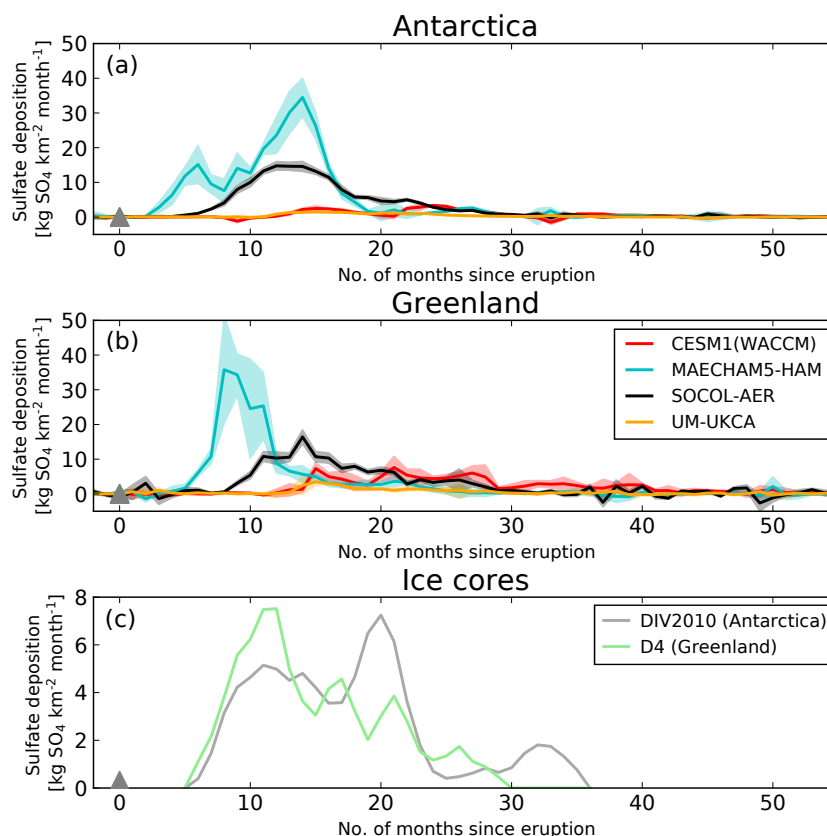 Antarctica
(a)
Sulfate deposition
[kg SO₄ km⁻² month⁻¹]
50
40
30
20
10
0
0 10 20 30 40 50
No. of months since eruption
Greenland
(b)
Sulfate deposition
[kg SO₄ km⁻² month⁻¹]
50
40
30
20
10
0
CESM1(WACCM)
MAECHAM5-HAM
SOCOL-AER
UM-UKCA
0 10 20 30 40 50
No. of months since eruption
Ice cores
(c)
Sulfate deposition
[kg SO₄ km⁻² month⁻¹]
8
6
4
2
0
DIV2010 (Antarctica)
D4 (Greenland)
0 10 20 30 40 50
No. of months since eruption